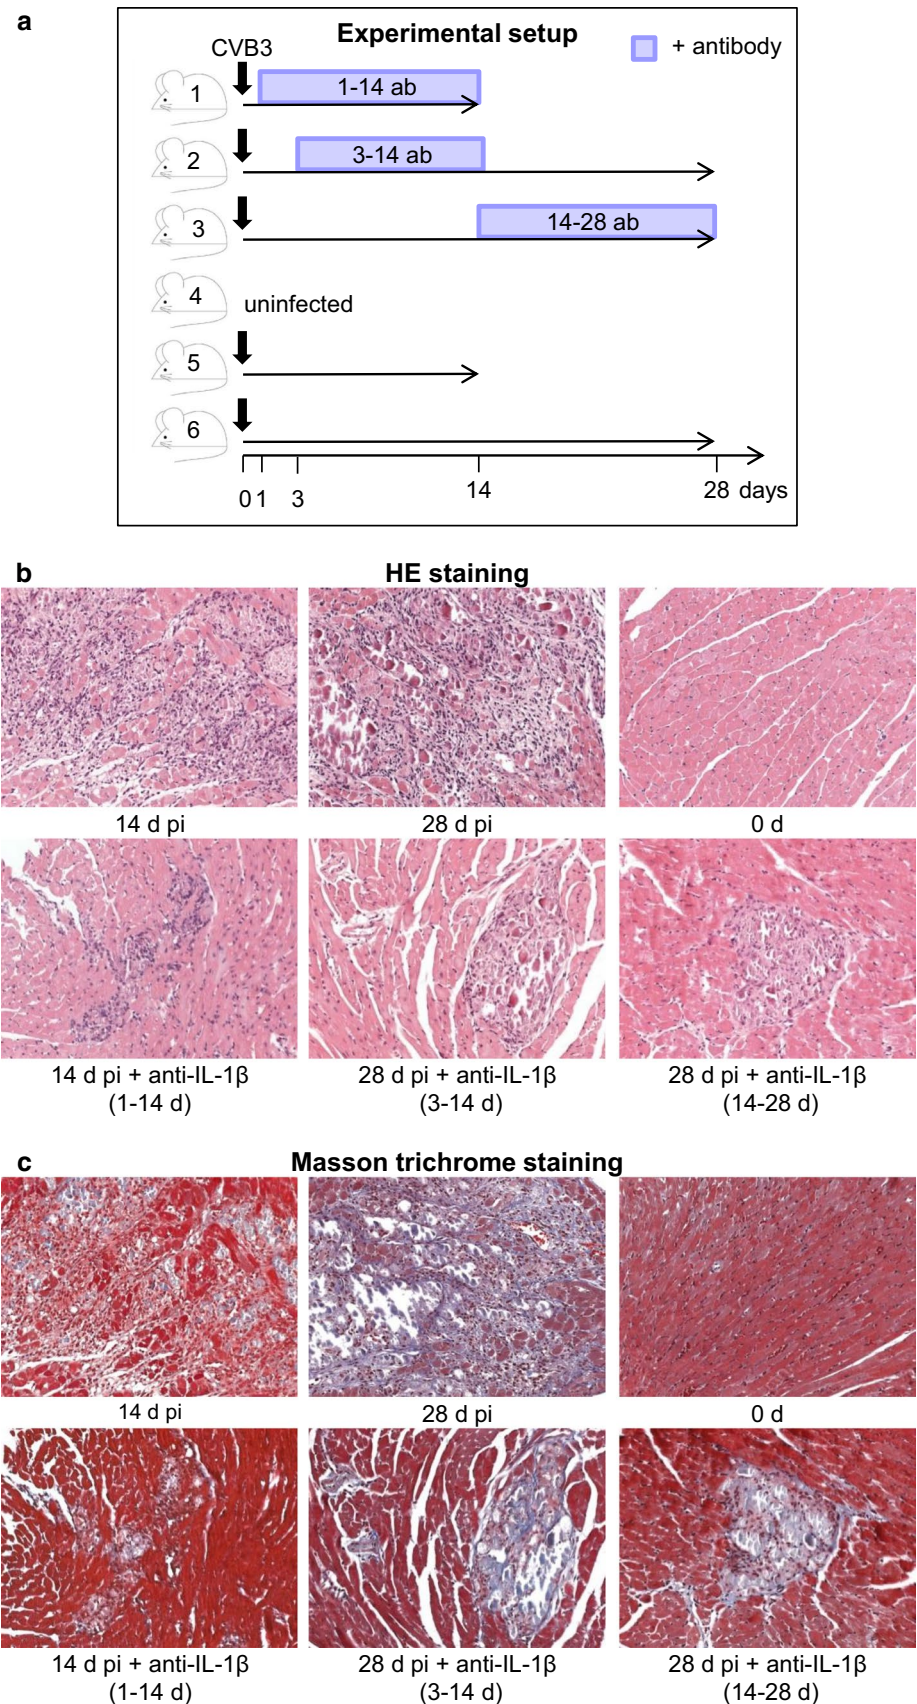 a
Experimental setup
+ antibody
CVB3
1
1-14 ab
2
3-14 ab
3
14-28 ab
4
uninfected
5
6
0 1 3 14 28 days
b
HE staining
14 d pi
28 d pi
0 d
14 d pi + anti-IL-1β
(1-14 d)
28 d pi + anti-IL-1β
(3-14 d)
28 d pi + anti-IL-1β
(14-28 d)
c
Masson trichrome staining
14 d pi
28 d pi
0 d
14 d pi + anti-IL-1β
(1-14 d)
28 d pi + anti-IL-1β
(3-14 d)
28 d pi + anti-IL-1β
(14-28 d)